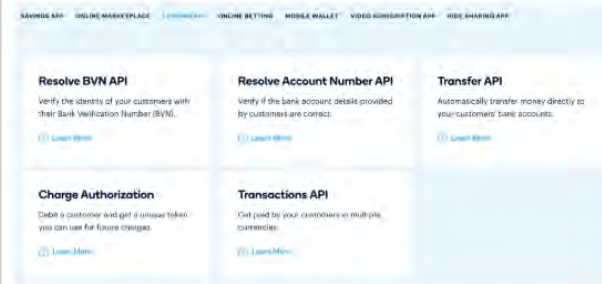 SAVINGS APP ONLINE MARKETPLACE LENDING APP ONLINE BETTING MOBILE WALLET VIDEO SUBSCRIPTION APP RIDE SHARING APP
Resolve BVN API
Verify the identity of your customers with
their Bank Verification Number (BVN).
Learn More
Resolve Account Number API
Verify if the bank account details provided
by customers are correct.
Learn More
Transfer API
Automatically transfer money directly to
your customers' bank accounts.
Learn More
Charge Authorization
Debit a customer and get a unique token
you can use for future charges.
Learn More
Transactions API
Get paid by your customers in multiple
currencies.
Learn More